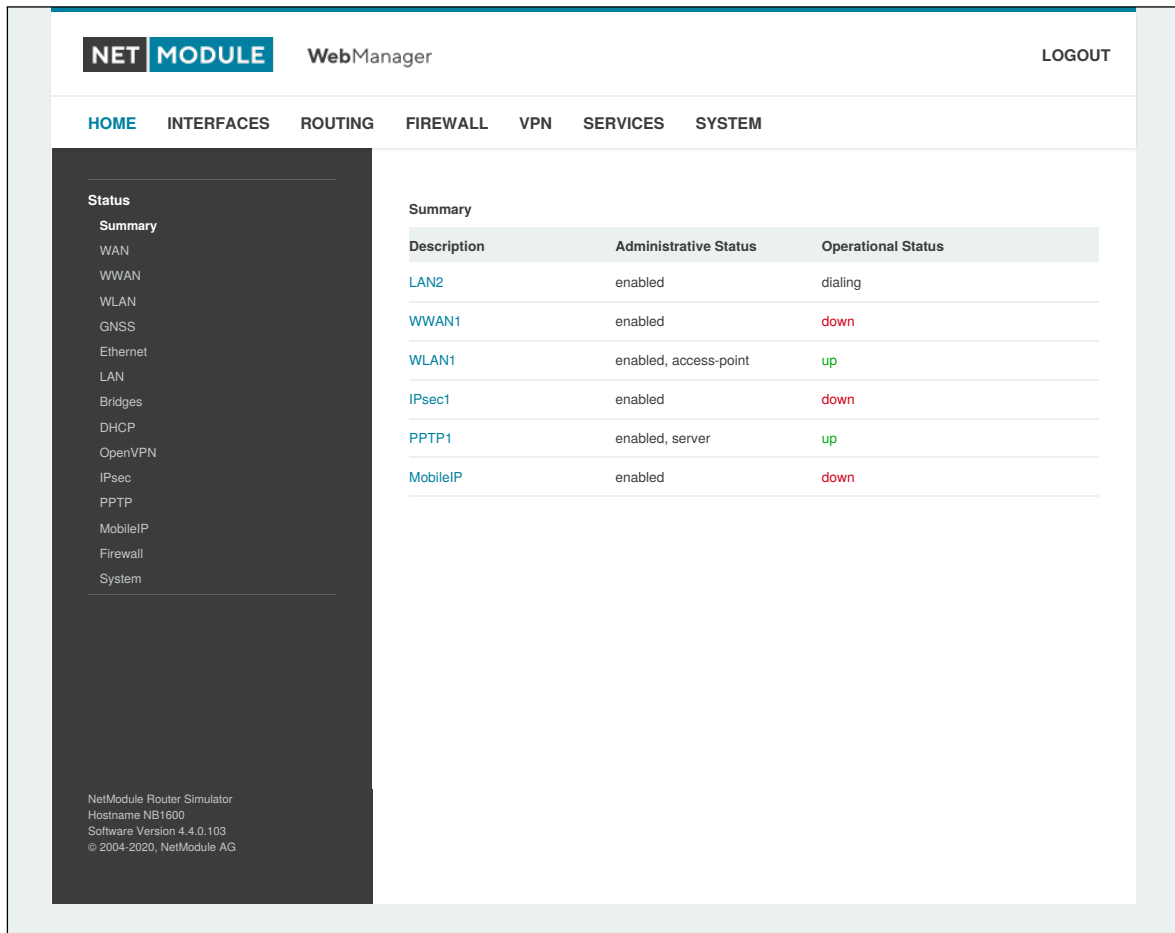 NET MODULE WebManager LOGOUT
HOME INTERFACES ROUTING FIREWALL VPN SERVICES SYSTEM
Status
Summary
WAN
WWAN
WLAN
GNSS
Ethernet
LAN
Bridges
DHCP
OpenVPN
IPsec
PPTP
MobileIP
Firewall
System
NetModule Router Simulator
Hostname NB1600
Software Version 4.4.0.103
© 2004-2020, NetModule AG
Summary
Description Administrative Status Operational Status
LAN2 enabled dialing
WWAN1 enabled down
WLAN1 enabled, access-point up
IPsec1 enabled down
PPTP1 enabled, server up
MobileIP enabled down